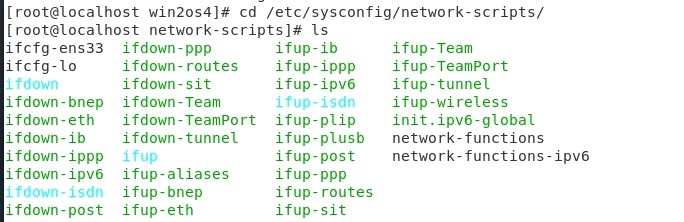 [root@localhost win2os4]# cd /etc/sysconfig/network-scripts/
[root@localhost network-scripts]# ls
ifcfg-ens33  ifdown-ppp       ifup-ib      ifup-Team
ifcfg-lo     ifdown-routes    ifup-ippp    ifup-TeamPort
ifdown       ifdown-sit       ifup-ipv6    ifup-tunnel
ifdown-bnep  ifdown-Team      ifup-isdn    ifup-wireless
ifdown-eth   ifdown-TeamPort  ifup-plip    init.ipv6-global
ifdown-ib    ifdown-tunnel    ifup-plusb   network-functions
ifdown-ippp  ifup             ifup-post    network-functions-ipv6
ifdown-ipv6  ifup-aliases     ifup-ppp
ifdown-isdn  ifup-bnep        ifup-routes
ifdown-post  ifup-eth         ifup-sit